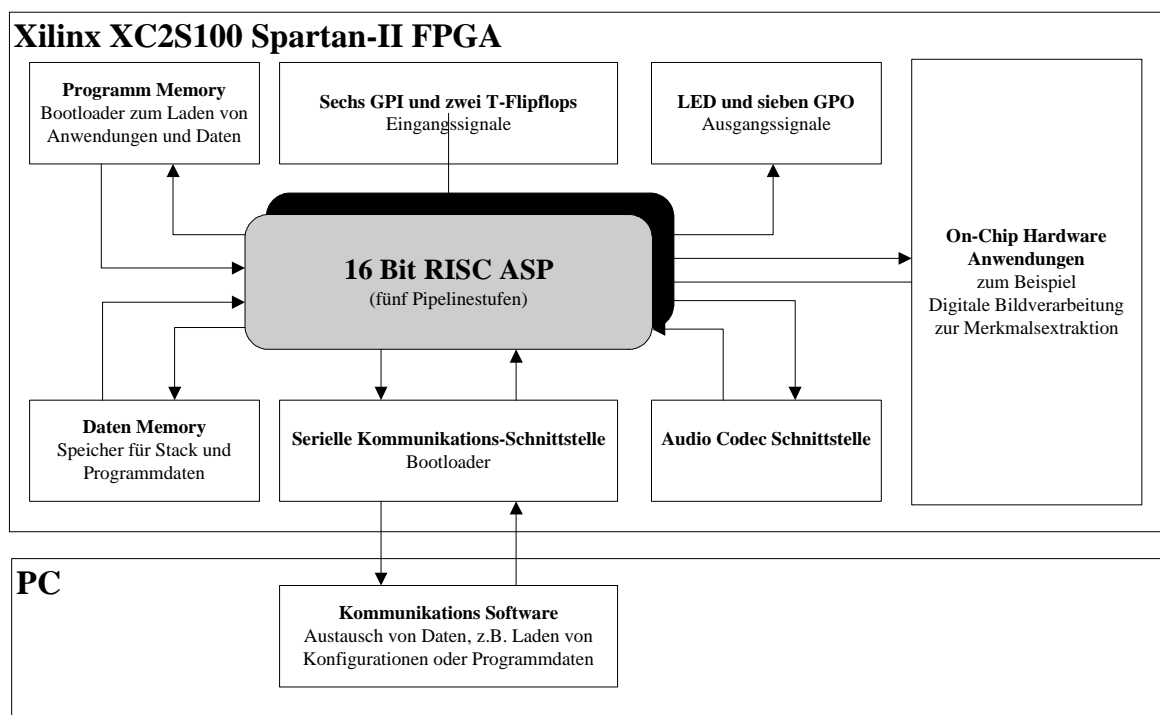 Xilinx XC2S100 Spartan-II FPGA
Programm Memory
Bootloader zum Laden von
Anwendungen und Daten
Sechs GPI und zwei T-Flipflops
Eingangssignale
LED und sieben GPO
Ausgangssignale
16 Bit RISC ASP
(fünf Pipelinestufen)
On-Chip Hardware
Anwendungen
zum Beispiel
Digitale Bildverarbeitung
zur Merkmalsextraktion
Daten Memory
Speicher für Stack und
Programmdaten
Serielle Kommunikations-Schnittstelle
Bootloader
Audio Codec Schnittstelle
PC
Kommunikations Software
Austausch von Daten, z.B. Laden von
Konfigurationen oder Programmdaten